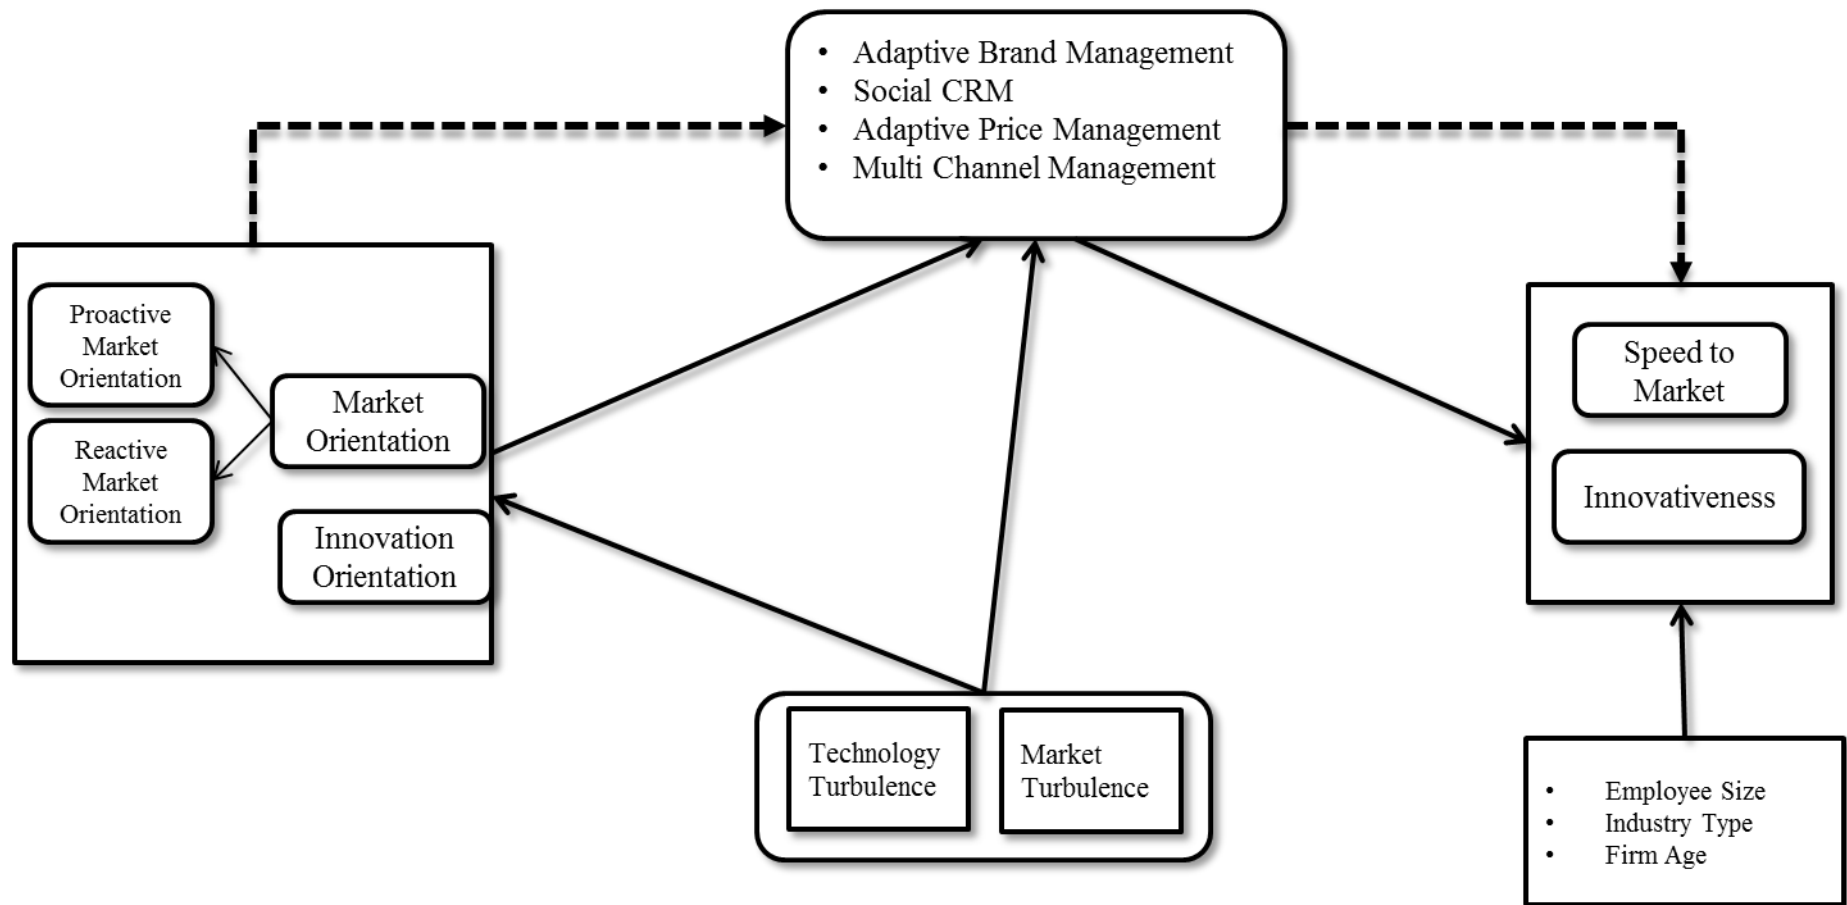 • Adaptive Brand Management
• Social CRM
• Adaptive Price Management
• Multi Channel Management
Proactive
Market
Orientation
Reactive
Market
Orientation
Market
Orientation
Innovation
Orientation
Speed to
Market
Innovativeness
Technology
Turbulence
Market
Turbulence
• Employee Size
• Industry Type
• Firm Age